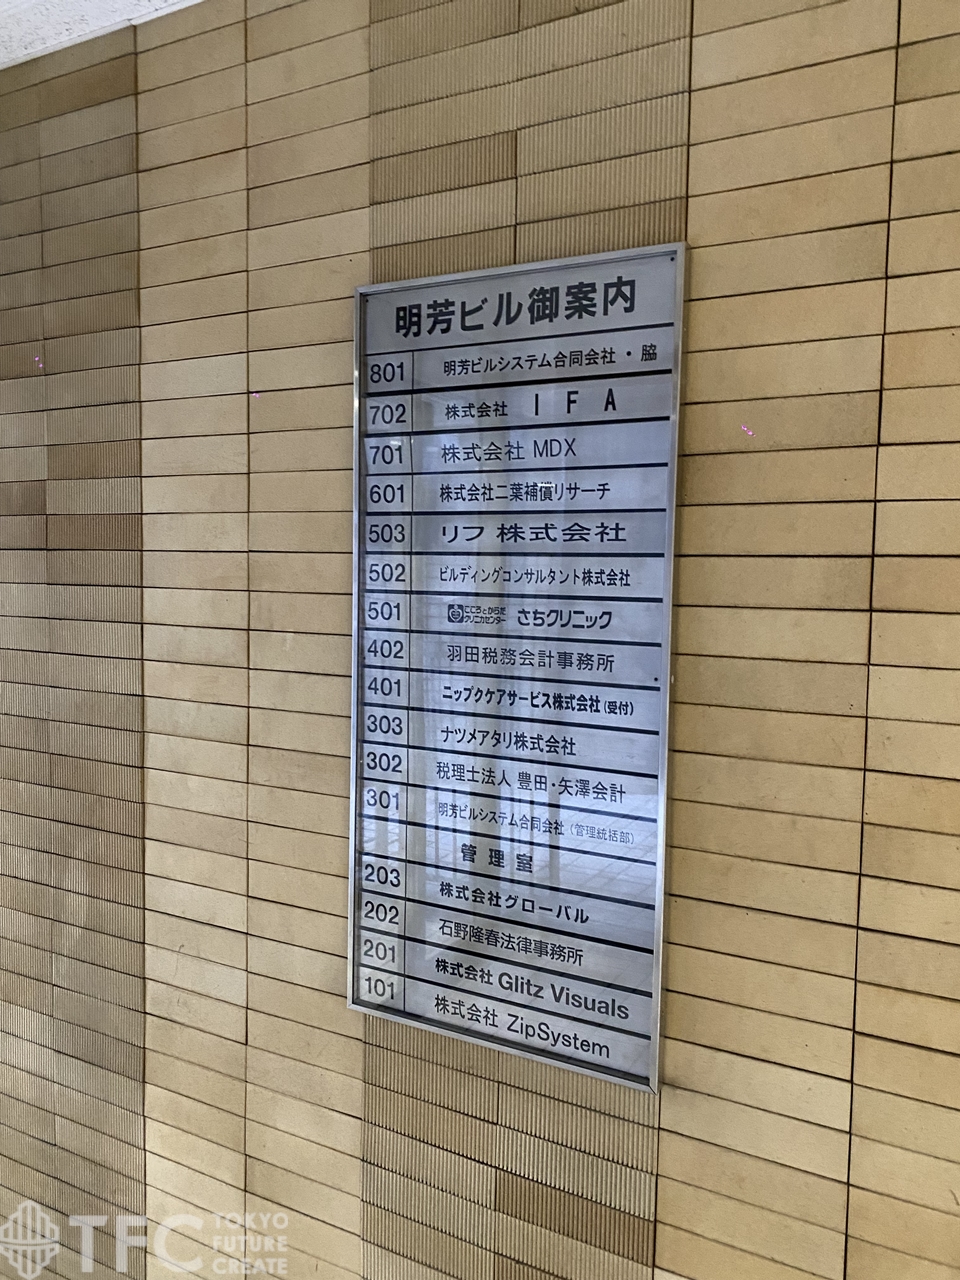 明芳ビル御案内
801 明芳ビルシステム合同会社・脇
702 株式会社 IFA
701 株式会社 MDX
601 株式会社二葉補償リサーチ
503 リフ 株式会社
502 ビルディングコンサルタント株式会社
501 こころとからだ クリニカセンター さちクリニック
402 羽田税務会計事務所
401 ニップクケアサービス株式会社(受付)
303 ナツメアタリ株式会社
302 税理士法人 豊田・矢澤会計
301 明芳ビルシステム合同会社(管理統括部)
管理室
203 株式会社グローバル
202 石野隆春法律事務所
201 株式会社 Glitz Visuals
101 株式会社 ZipSystem
TFC TOKYO FUTURE CREATE